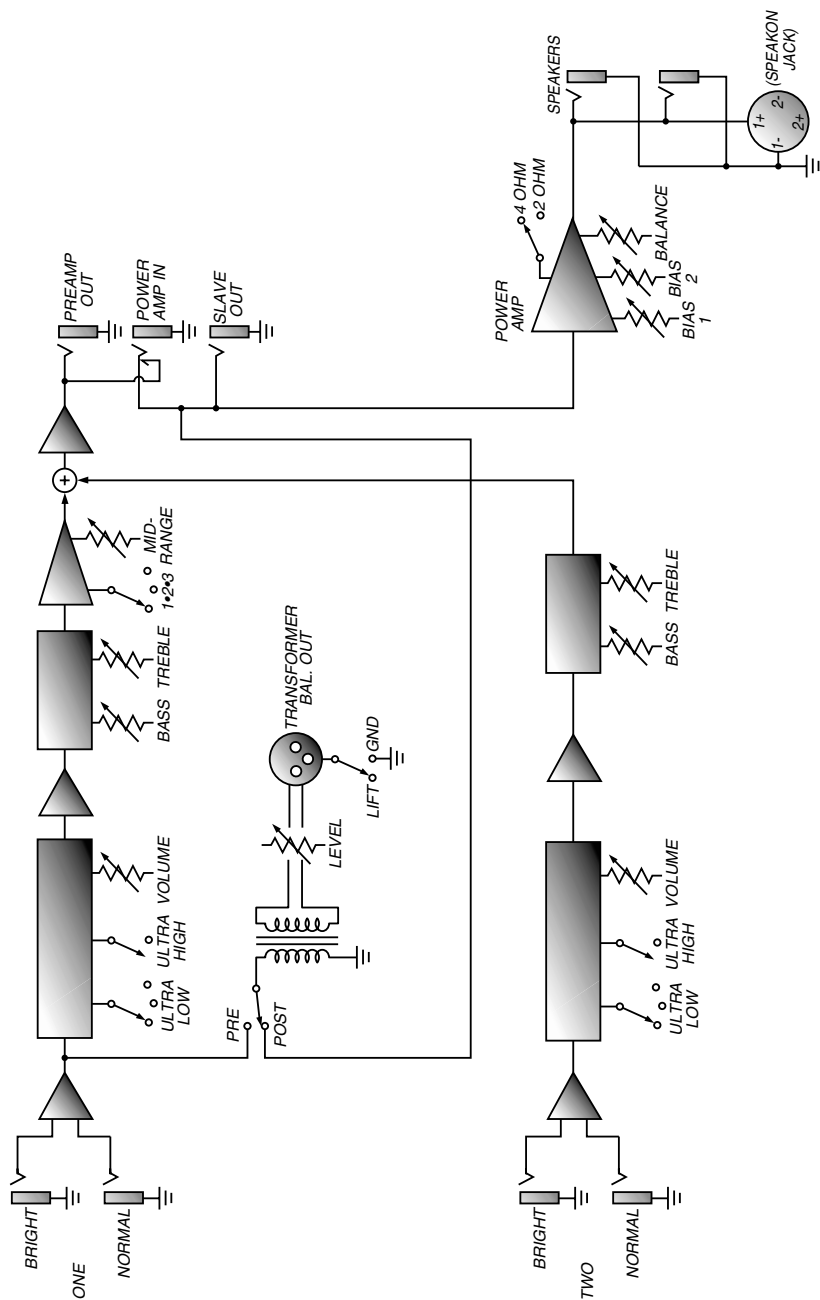 BRIGHT
ONE
NORMAL
ULTRA
LOW
ULTRA
HIGH
VOLUME
BASS
TREBLE
1•2•3
MID-
RANGE
PREAMP
OUT
POWER
AMP IN
SLAVE
OUT
PRE
POST
LEVEL
TRANSFORMER
BAL. OUT
LIFT
GND
BRIGHT
TWO
NORMAL
ULTRA
LOW
ULTRA
HIGH
VOLUME
BASS
TREBLE
POWER
AMP
4 OHM
2 OHM
BIAS
1
BIAS
2
BALANCE
SPEAKERS
1+
1-
2-
2+
(SPEAKON
JACK)